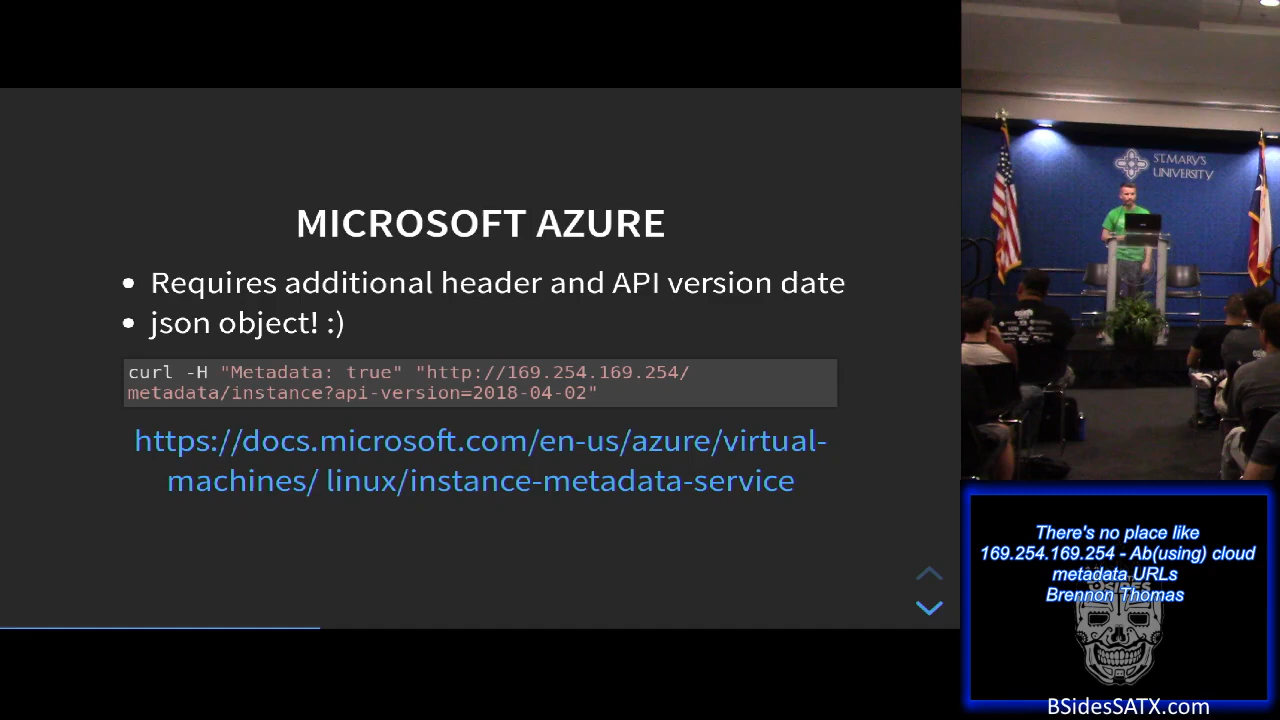 MICROSOFT AZURE
Requires additional header and API version date
json object! :)
curl -H "Metadata: true" "http://169.254.169.254/
metadata/instance?api-version=2018-04-02"
https://docs.microsoft.com/en-us/azure/virtual-
machines/ linux/instance-metadata-service
ST. MARY'S
UNIVERSITY
There's no place like
169.254.169.254 - Ab(using) cloud
metadata URLs
Brennon Thomas
BSIDES
BSidesSATX.com